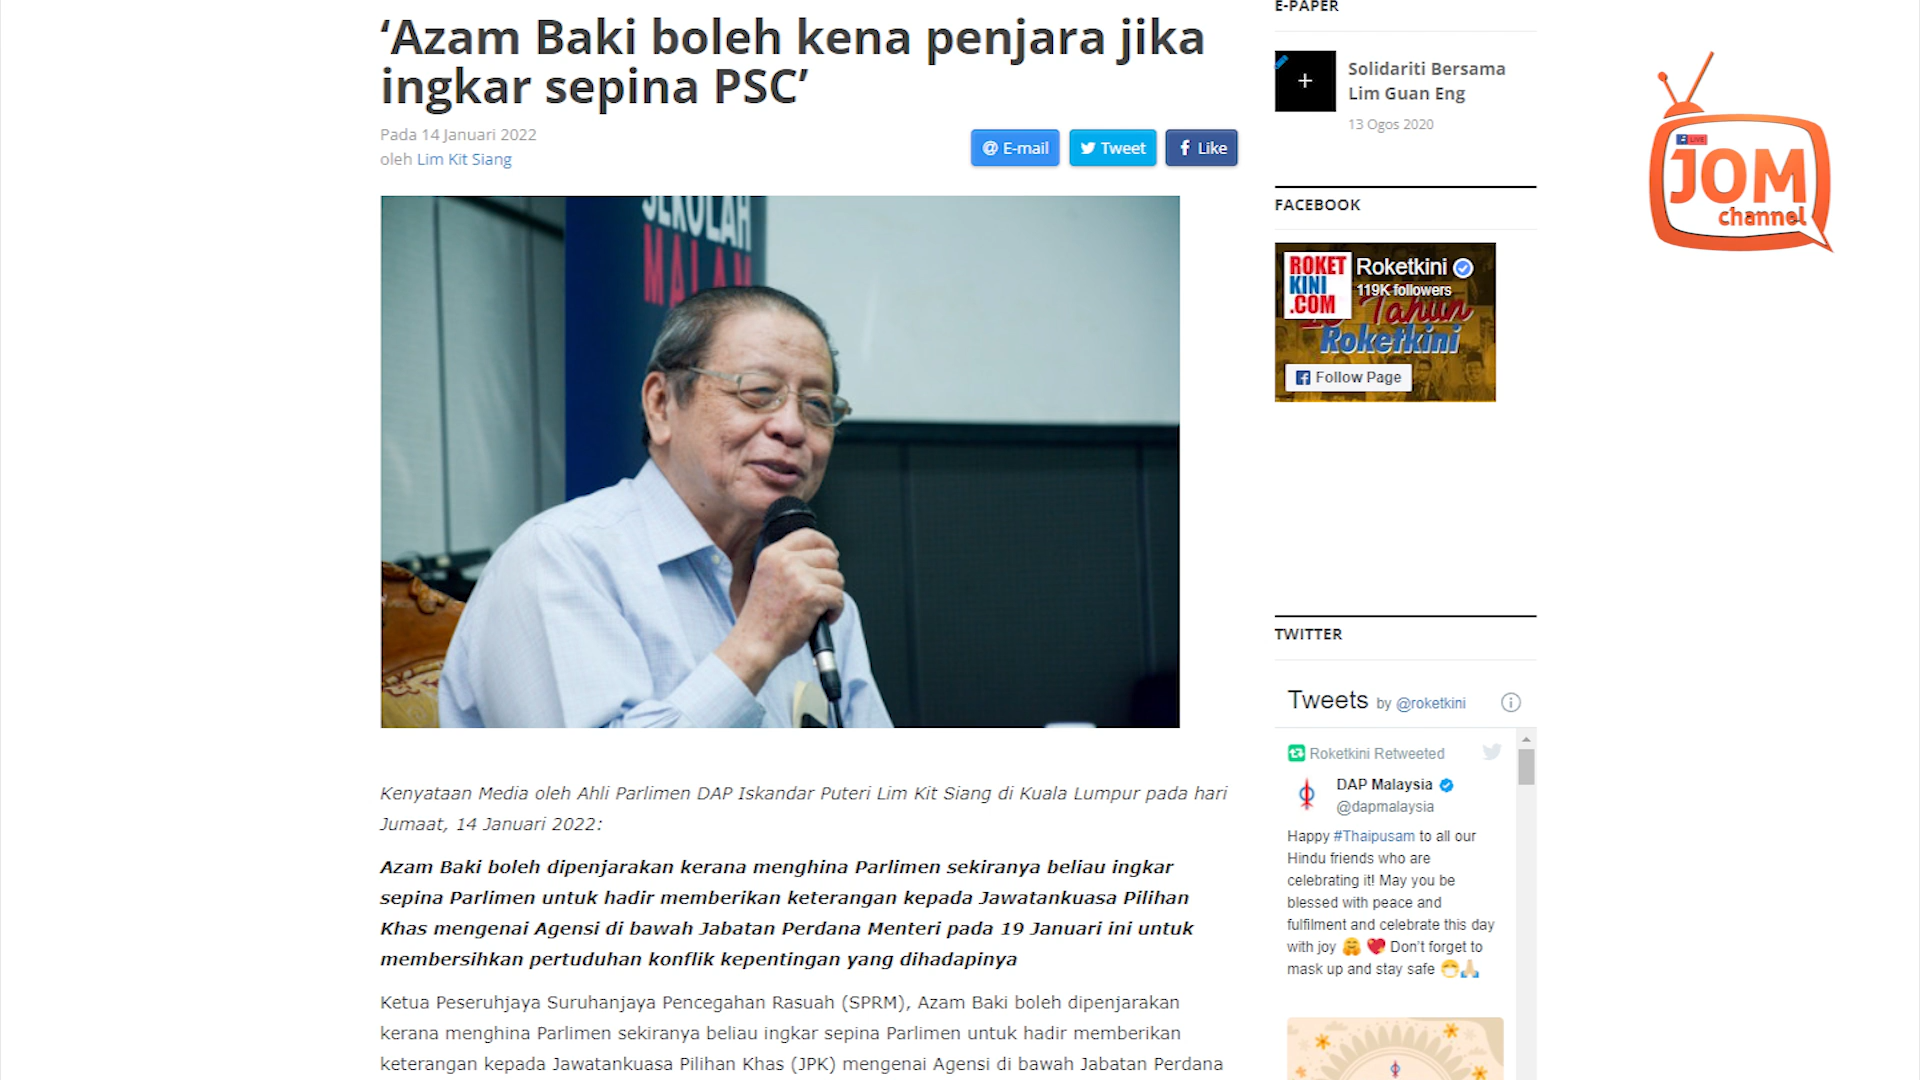 ‘Azam Baki boleh kena penjara jika
ingkar sepina PSC’
Pada 14 Januari 2022
oleh Lim Kit Siang
@ E-mail
Tweet
Like
SEKOLAH
MALAM
Kenyataan Media oleh Ahli Parlimen DAP Iskandar Puteri Lim Kit Siang di Kuala Lumpur pada hari
Jumaat, 14 Januari 2022:
Azam Baki boleh dipenjarakan kerana menghina Parlimen sekiranya beliau ingkar
sepina Parlimen untuk hadir memberikan keterangan kepada Jawatankuasa Pilihan
Khas mengenai Agensi di bawah Jabatan Perdana Menteri pada 19 Januari ini untuk
membersihkan pertuduhan konflik kepentingan yang dihadapinya
Ketua Peseruhjaya Suruhanjaya Pencegahan Rasuah (SPRM), Azam Baki boleh dipenjarakan
kerana menghina Parlimen sekiranya beliau ingkar sepina Parlimen untuk hadir memberikan
keterangan kepada Jawatankuasa Pilihan Khas (JPK) mengenai Agensi di bawah Jabatan Perdana
E-PAPER
Solidariti Bersama
Lim Guan Eng
13 Ogos 2020
FACEBOOK
ROKET
KINI
.COM
Roketkini
119K followers
Tahun
Roketkini
Follow Page
TWITTER
Tweets by @roketkini
Roketkini Retweeted
DAP Malaysia
@dapmalaysia
Happy #Thaipusam to all our
Hindu friends who are
celebrating it! May you be
blessed with peace and
fulfilment and celebrate this day
with joy 🤗 💖 Don't forget to
mask up and stay safe 😷🙏🏻
LIVE
JOM
channel